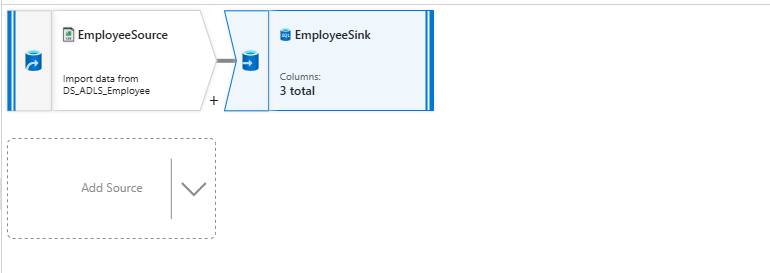 EmployeeSource
Import data from
DS_ADLS_Employee
+
EmployeeSink
Columns:
3 total
Add Source